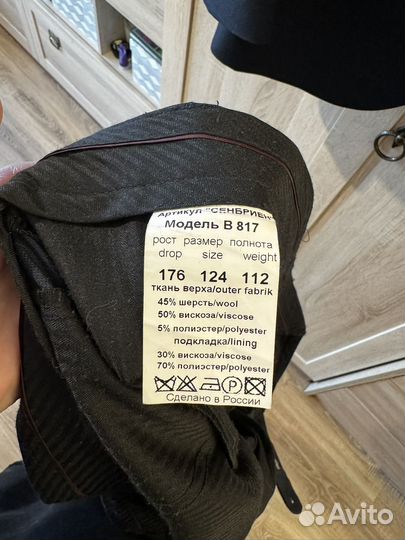 Артикул "СЕНБРИЕН"
Модель В 817
рост размер полнота
drop size weight
176 124 112
ткань верха/outer fabrik
45% шерсть/wool
50% вискоза/viscose
5% полиэстер/polyester
подкладка/lining
30% вискоза/viscose
70% полиэстер/polyester
Сделано в России
Avito